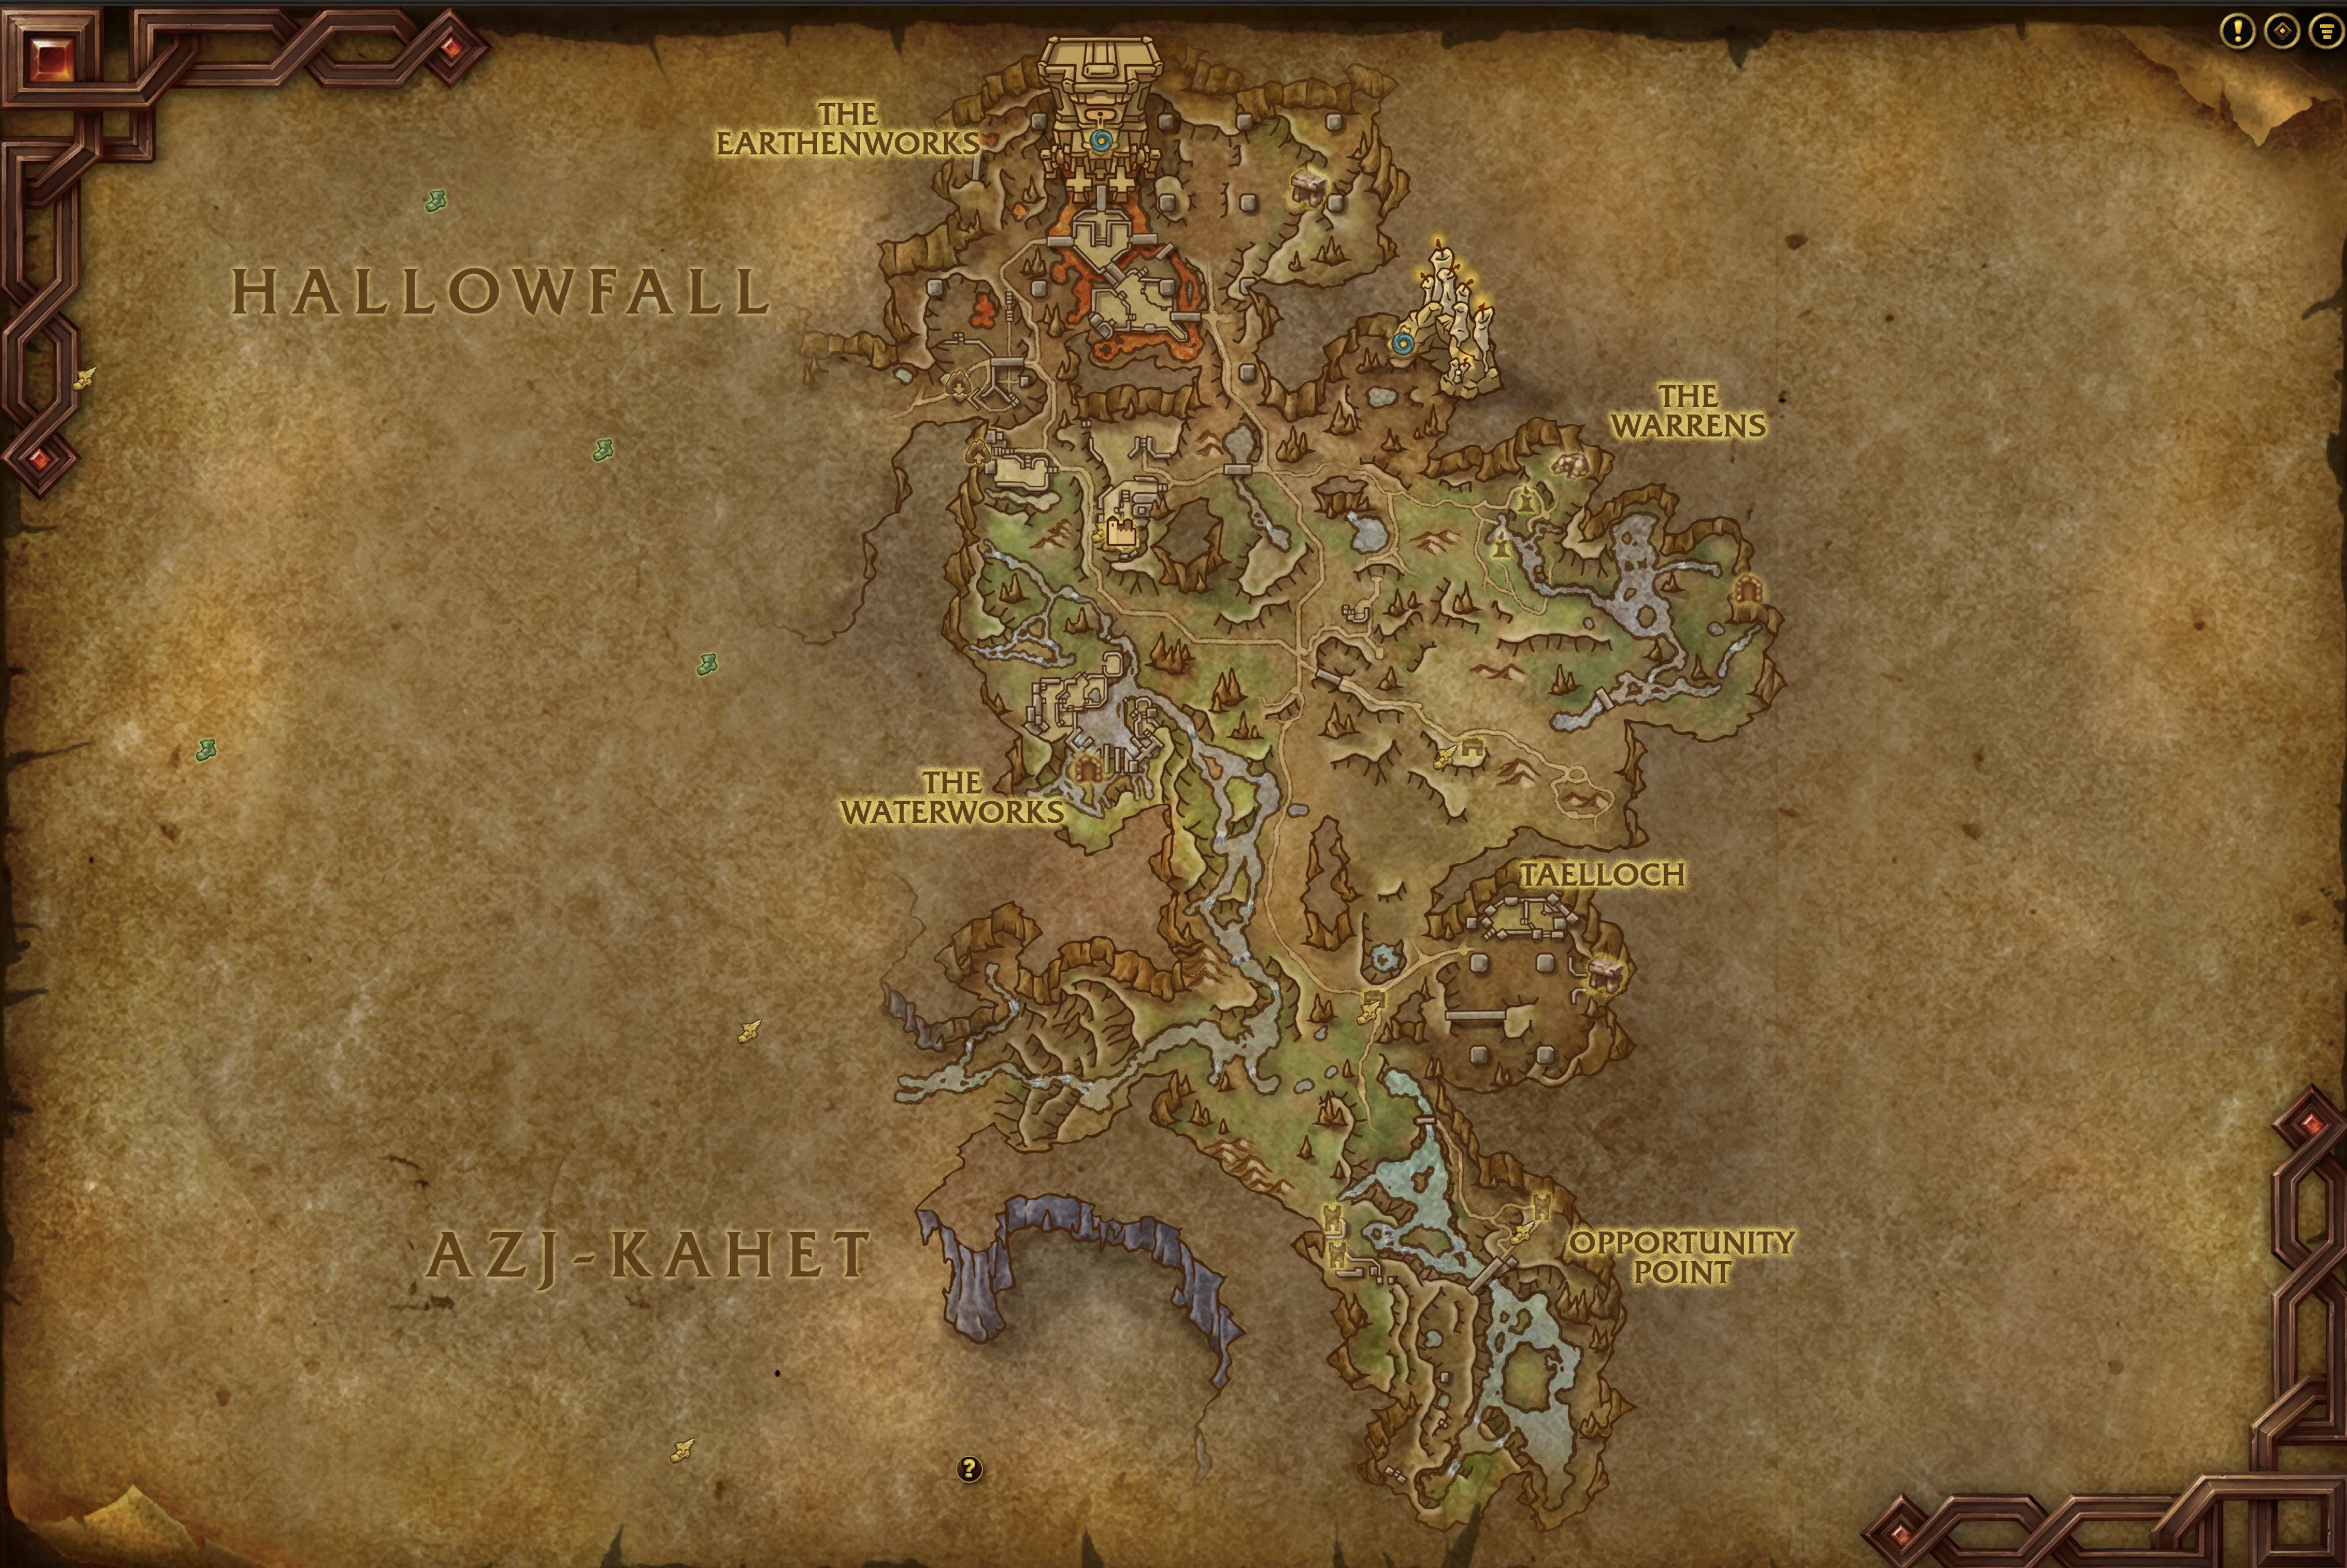 THE
EARTHENWORKS
HALLOWFALL
THE
WARRENS
THE
WATERWORKS
TAELLOCH
AZJ-KAHET
OPPORTUNITY
POINT
?
!